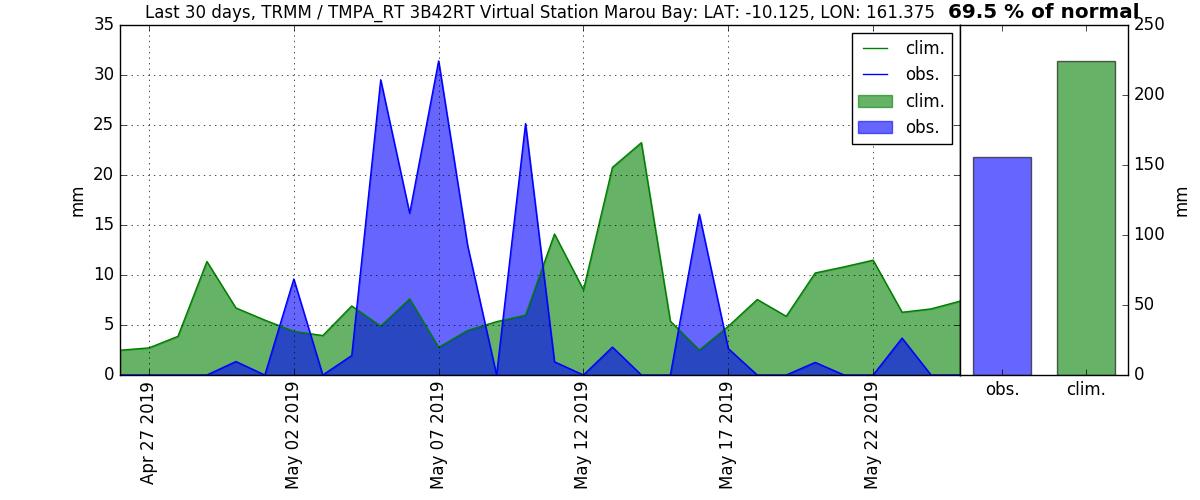 Last 30 days, TRMM / TMPA_RT 3B42RT Virtual Station Marou Bay: LAT: -10.125, LON: 161.375
69.5 % of normal
35
30
25
20
15
10
5
0
mm
clim.
obs.
clim.
obs.
Apr 27 2019
May 02 2019
May 07 2019
May 12 2019
May 17 2019
May 22 2019
250
200
150
100
50
0
mm
obs.
clim.